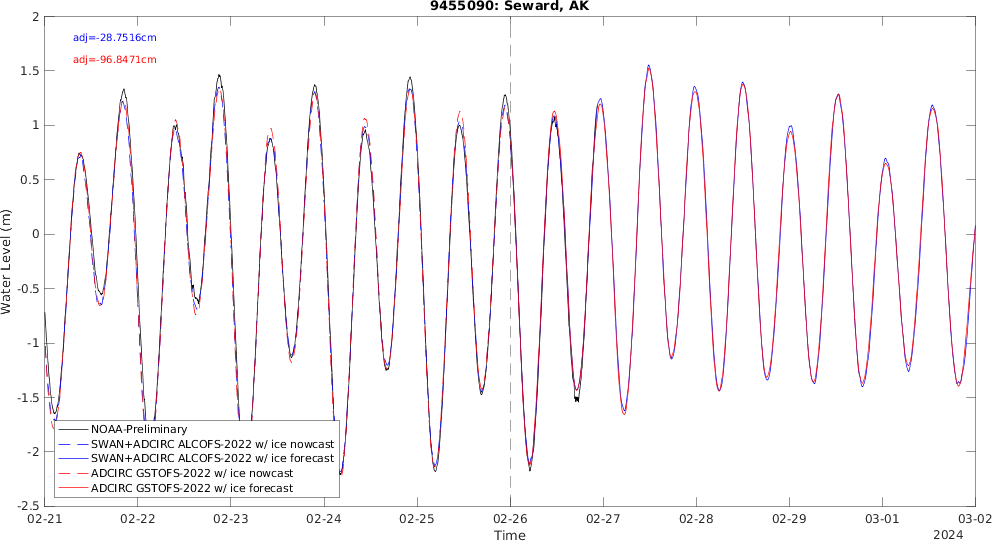 9455090: Seward, AK
adj=-28.7516cm
adj=-96.8471cm
2
1.5
1
0.5
0
-0.5
-1
-1.5
-2
-2.5
Water Level (m)
NOAA-Preliminary
SWAN+ADCIRC ALCOFS-2022 w/ ice nowcast
SWAN+ADCIRC ALCOFS-2022 w/ ice forecast
ADCIRC GSTOFS-2022 w/ ice nowcast
ADCIRC GSTOFS-2022 w/ ice forecast
02-21 02-22 02-23 02-24 02-25 02-26 02-27 02-28 02-29 03-01 03-02
Time
2024